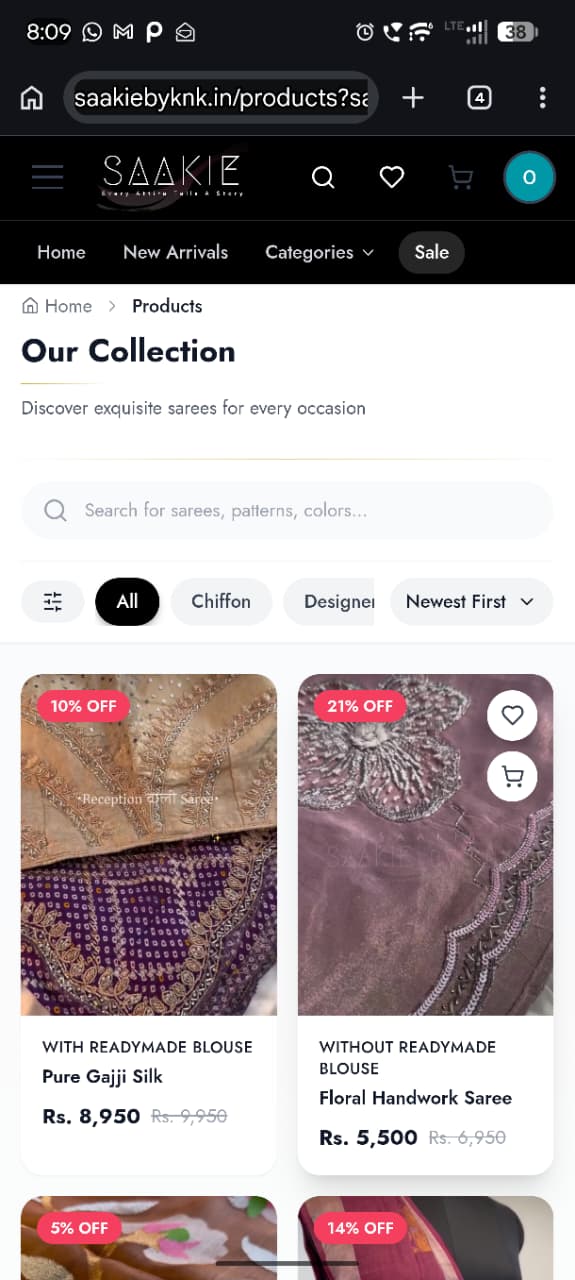 8:09
LTE
38
saakiebyknk.in/products?sa
4
SAAKIE
Every Attire Tells A Story
O
Home
New Arrivals
Categories
Sale
Home > Products
Our Collection
Discover exquisite sarees for every occasion
Search for sarees, patterns, colors...
All
Chiffon
Designer
Newest First
10% OFF
•Reception वाली Saree•
WITH READYMADE BLOUSE
Pure Gajji Silk
Rs. 8,950 Rs. 9,950
21% OFF
WITHOUT READYMADE
BLOUSE
Floral Handwork Saree
Rs. 5,500 Rs. 6,950
5% OFF
14% OFF